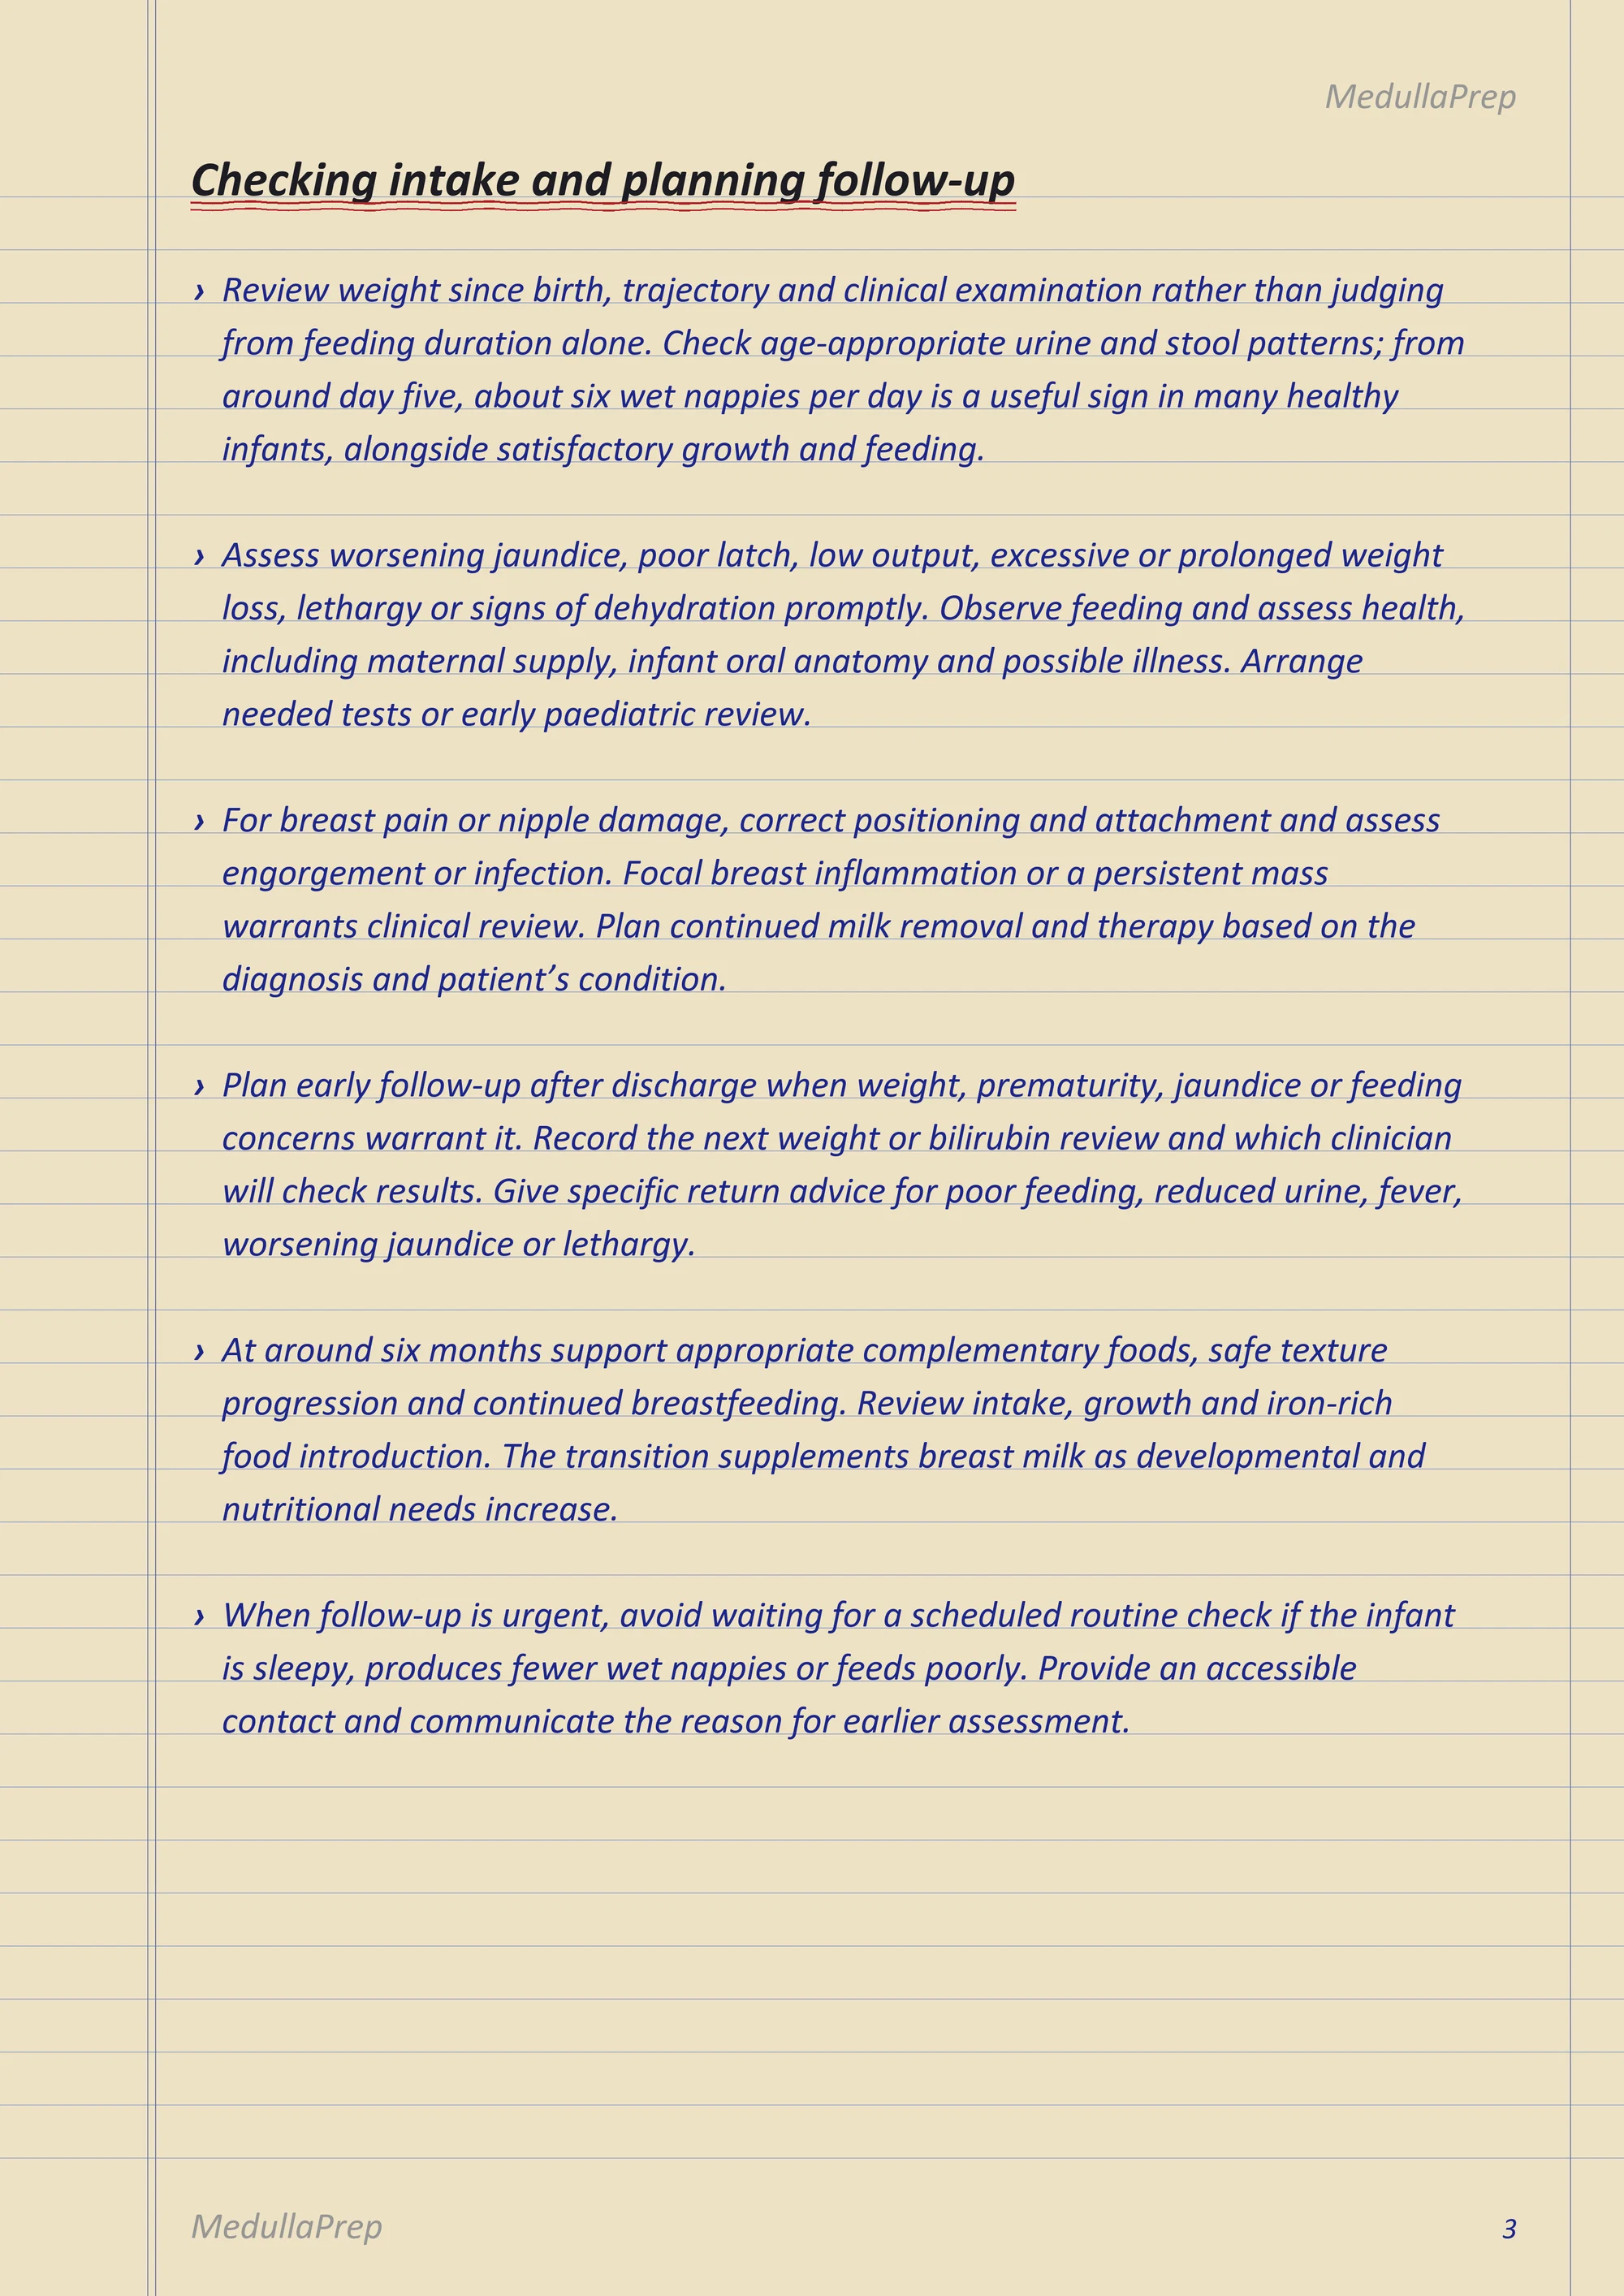 MedullaPrep
Checking intake and planning follow-up
› Review weight since birth, trajectory and clinical examination rather than judging
from feeding duration alone. Check age-appropriate urine and stool patterns; from
around day five, about six wet nappies per day is a useful sign in many healthy
infants, alongside satisfactory growth and feeding.
› Assess worsening jaundice, poor latch, low output, excessive or prolonged weight
loss, lethargy or signs of dehydration promptly. Observe feeding and assess health,
including maternal supply, infant oral anatomy and possible illness. Arrange
needed tests or early paediatric review.
› For breast pain or nipple damage, correct positioning and attachment and assess
engorgement or infection. Focal breast inflammation or a persistent mass
warrants clinical review. Plan continued milk removal and therapy based on the
diagnosis and patient’s condition.
› Plan early follow-up after discharge when weight, prematurity, jaundice or feeding
concerns warrant it. Record the next weight or bilirubin review and which clinician
will check results. Give specific return advice for poor feeding, reduced urine, fever,
worsening jaundice or lethargy.
› At around six months support appropriate complementary foods, safe texture
progression and continued breastfeeding. Review intake, growth and iron-rich
food introduction. The transition supplements breast milk as developmental and
nutritional needs increase.
› When follow-up is urgent, avoid waiting for a scheduled routine check if the infant
is sleepy, produces fewer wet nappies or feeds poorly. Provide an accessible
contact and communicate the reason for earlier assessment.
MedullaPrep
3